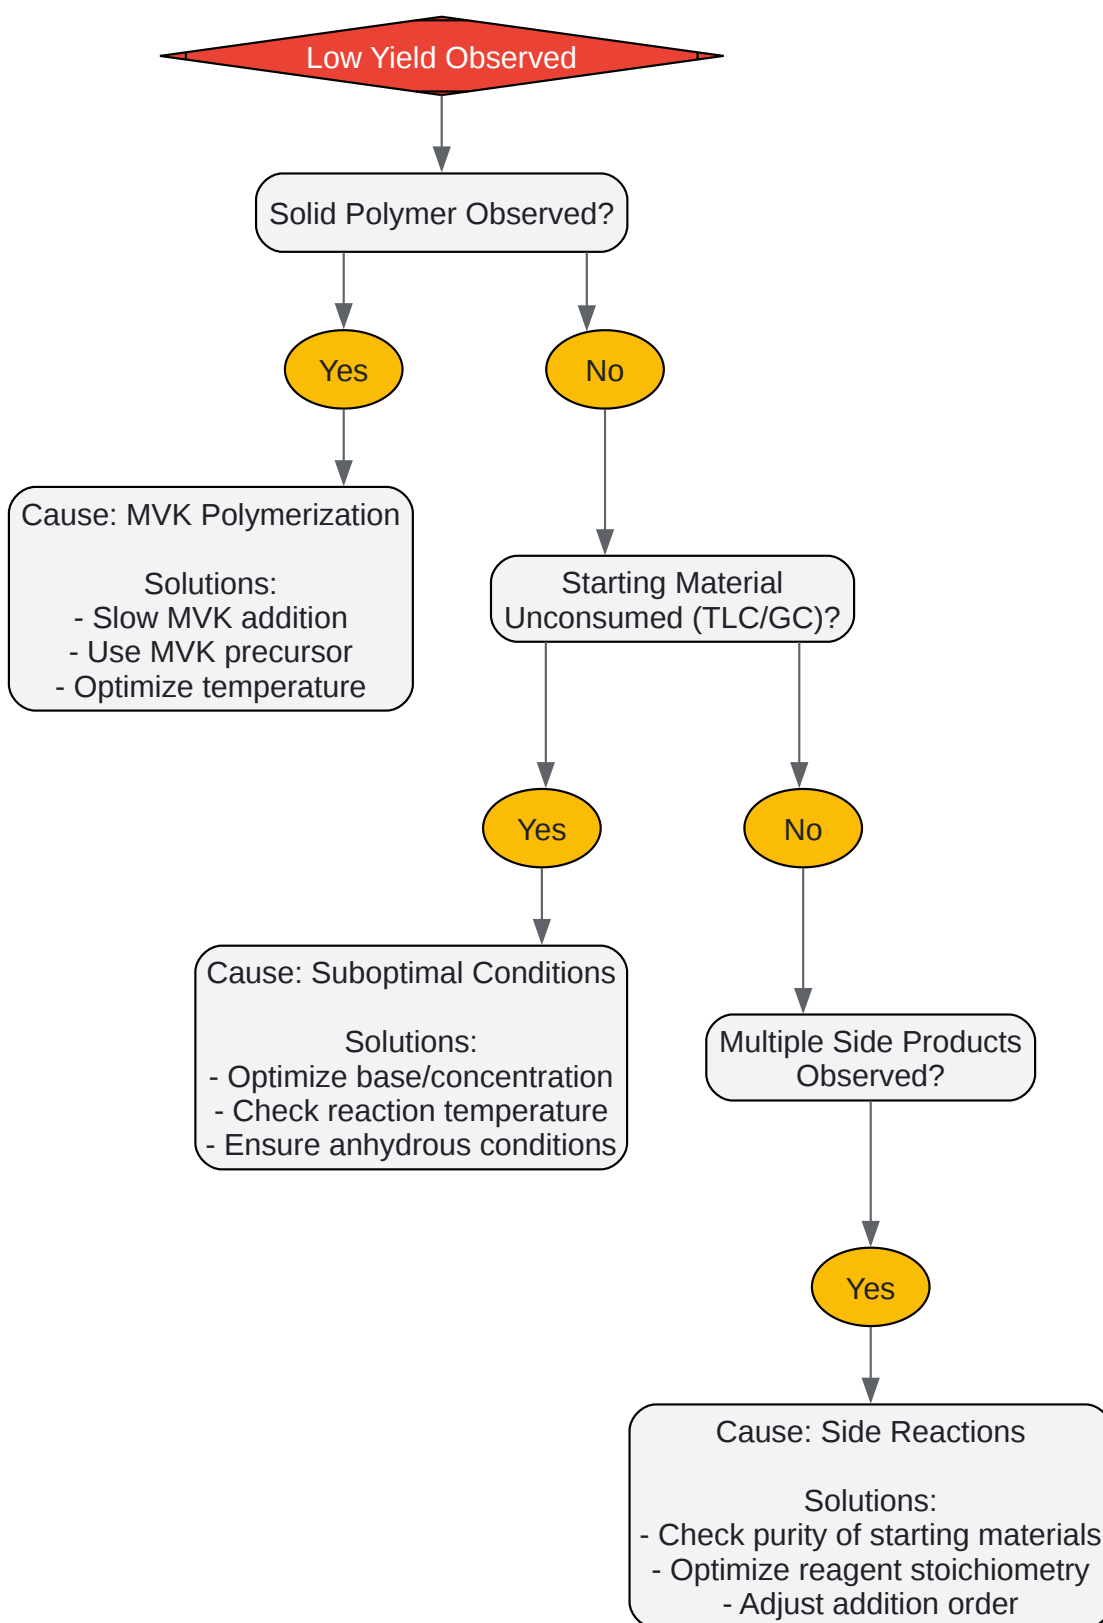 Low Yield Observed
Solid Polymer Observed?
Yes
No
Cause: MVK Polymerization
Solutions:
- Slow MVK addition
- Use MVK precursor
- Optimize temperature
Starting Material
Unconsumed (TLC/GC)?
Yes
No
Cause: Suboptimal Conditions
Solutions:
- Optimize base/concentration
- Check reaction temperature
- Ensure anhydrous conditions
Multiple Side Products
Observed?
Yes
Cause: Side Reactions
Solutions:
- Check purity of starting materials
- Optimize reagent stoichiometry
- Adjust addition order